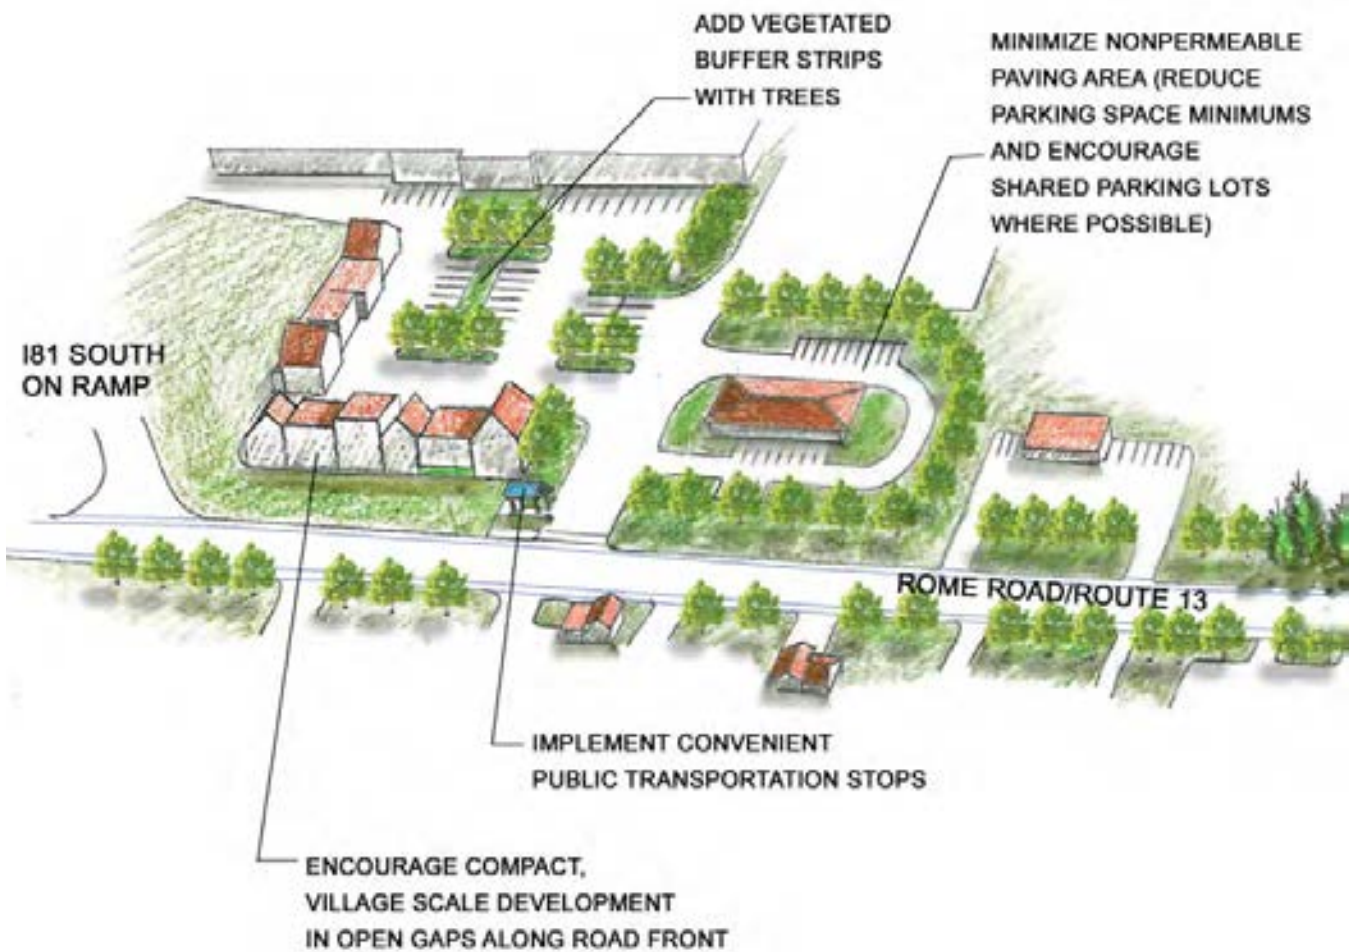 ADD VEGETATED
BUFFER STRIPS
WITH TREES
MINIMIZE NONPERMEABLE
PAVING AREA (REDUCE
PARKING SPACE MINIMUMS
AND ENCOURAGE
SHARED PARKING LOTS
WHERE POSSIBLE)
I81 SOUTH
ON RAMP
ROME ROAD/ROUTE 13
IMPLEMENT CONVENIENT
PUBLIC TRANSPORTATION STOPS
ENCOURAGE COMPACT,
VILLAGE SCALE DEVELOPMENT
IN OPEN GAPS ALONG ROAD FRONT